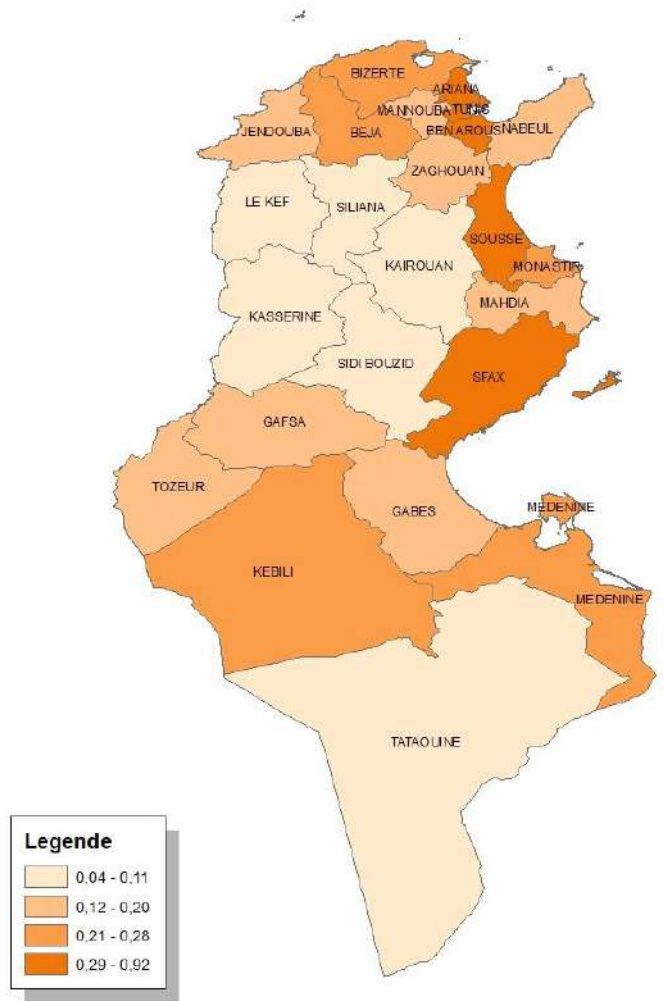 BIZERTE
ARIANA
MANNOUBA
TUNIS
JENDOUBA
BEJA
BEN AROUS
NABEUL
ZAGHOUAN
LE KEF
SILIANA
SOUSSE
KAIROUAN
MONASTIR
MAHDIA
KASSERINE
SIDI BOUZID
SFAX
GAFSA
TOZEUR
GABES
MEDENINE
KEBILI
MEDENINE
TATAOUINE
Legende
0,04 - 0,11
0,12 - 0,20
0,21 - 0,28
0,29 - 0,92